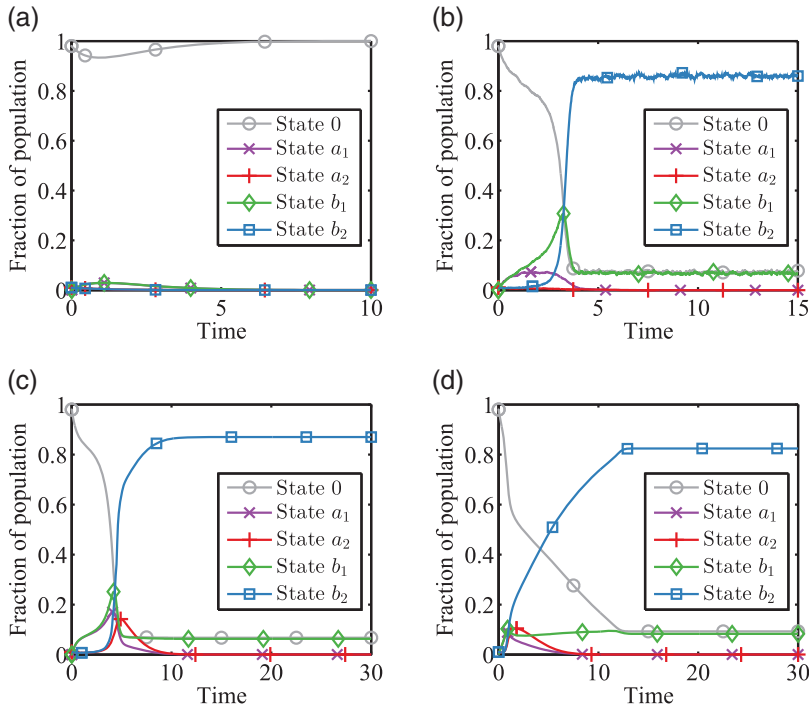 (a)
1
0.8
0.6
0.4
0.2
0
Fraction of population
State 0
State a₁
State a₂
State b₁
State b₂
0 5 10
Time
(b)
1
0.8
0.6
0.4
0.2
0
Fraction of population
State 0
State a₁
State a₂
State b₁
State b₂
0 5 10 15
Time
(c)
1
0.8
0.6
0.4
0.2
0
Fraction of population
State 0
State a₁
State a₂
State b₁
State b₂
0 10 20 30
Time
(d)
1
0.8
0.6
0.4
0.2
0
Fraction of population
State 0
State a₁
State a₂
State b₁
State b₂
0 10 20 30
Time